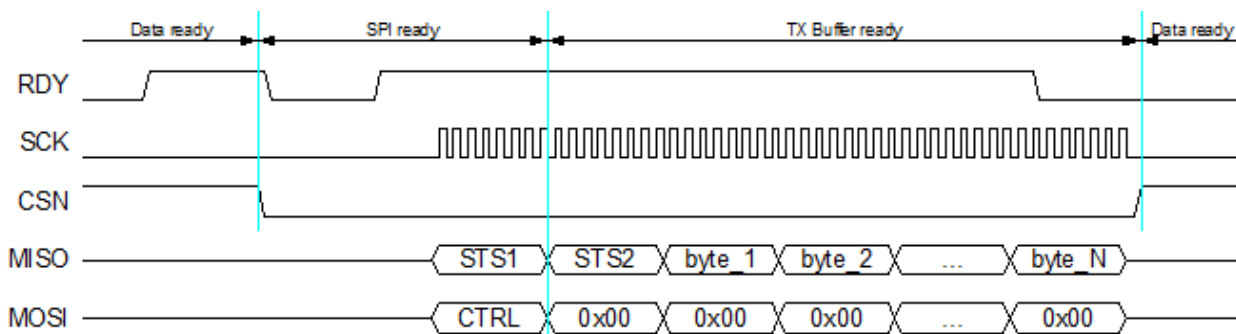 Data ready SPI ready TX Buffer ready Data ready
RDY
SCK
CSN
MISO STS1 STS2 byte_1 byte_2 ... byte_N
MOSI CTRL 0x00 0x00 0x00 ... 0x00